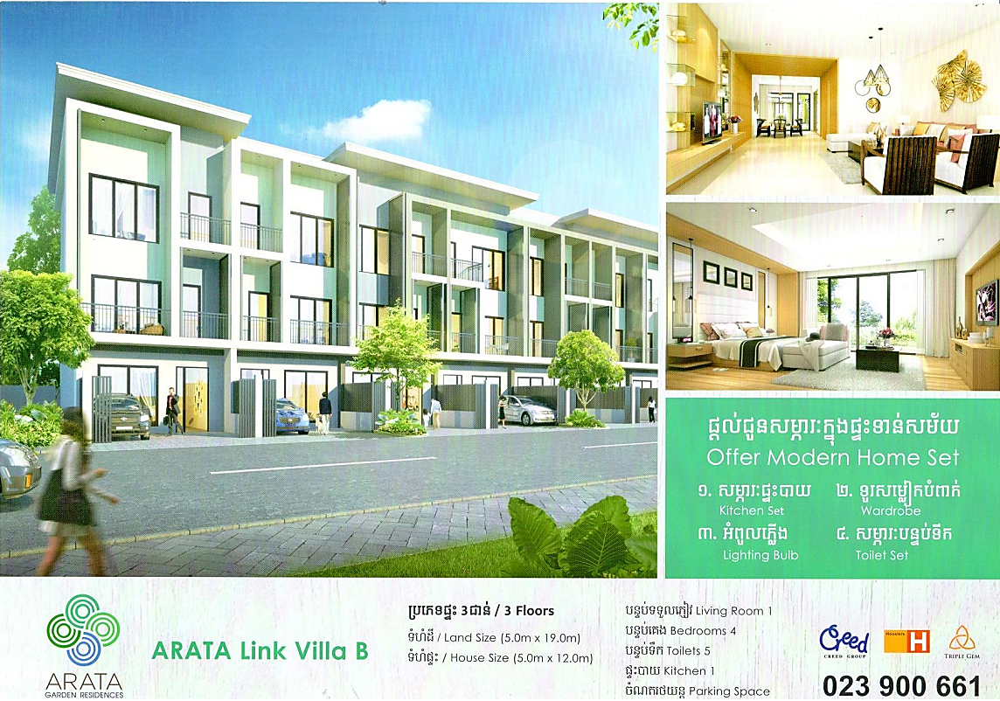 ផ្តល់ជូនសម្ភារៈក្នុងផ្ទះទាន់សម័យ
Offer Modern Home Set
១. សម្ភារៈផ្ទះបាយ
Kitchen Set
២. ទូរសម្លៀកបំពាក់
Wardrobe
៣. អំពូលភ្លើង
Lighting Bulb
៤. សម្ភារៈបន្ទប់ទឹក
Toilet Set
ARATA
GARDEN RESIDENCES
ARATA Link Villa B
ប្រភេទផ្ទះ 3ជាន់ / 3 Floors
ទំហំដី / Land Size (5.0m x 19.0m)
ទំហំផ្ទះ / House Size (5.0m x 12.0m)
បន្ទប់ទទួលភ្ញៀវ Living Room 1
បន្ទប់គេង Bedrooms 4
បន្ទប់ទឹក Toilets 5
ផ្ទះបាយ Kitchen 1
ចំណតរថយន្ត Parking Space
Creed
CREED GROUP
Hoosiers
H
TRIPLE GEM
023 900 661